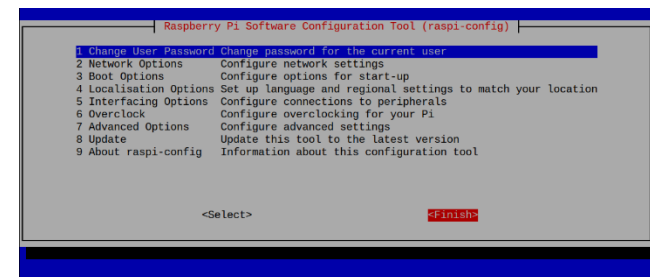 Raspberry Pi Software Configuration Tool (raspi-config)
1 Change User Password Change password for the current user
2 Network Options Configure network settings
3 Boot Options Configure options for start-up
4 Localisation Options Set up language and regional settings to match your location
5 Interfacing Options Configure connections to peripherals
6 Overclock Configure overclocking for your Pi
7 Advanced Options Configure advanced settings
8 Update Update this tool to the latest version
9 About raspi-config Information about this configuration tool
<Select> <Finish>